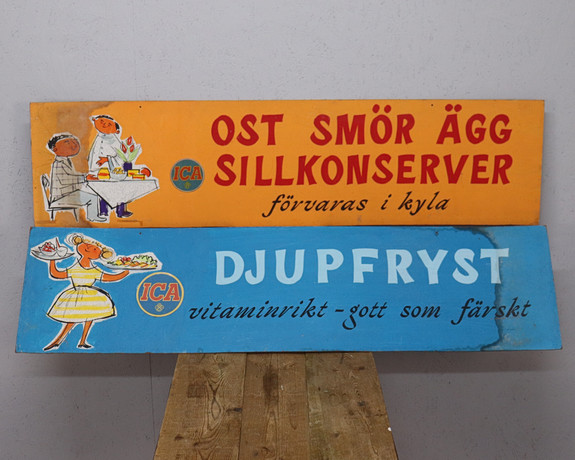 OST SMÖR ÄGG
ICA
SILLKONSERVER
förvaras i kyla
DJUPFRYST
ICA
vitaminrikt - gott som färskt